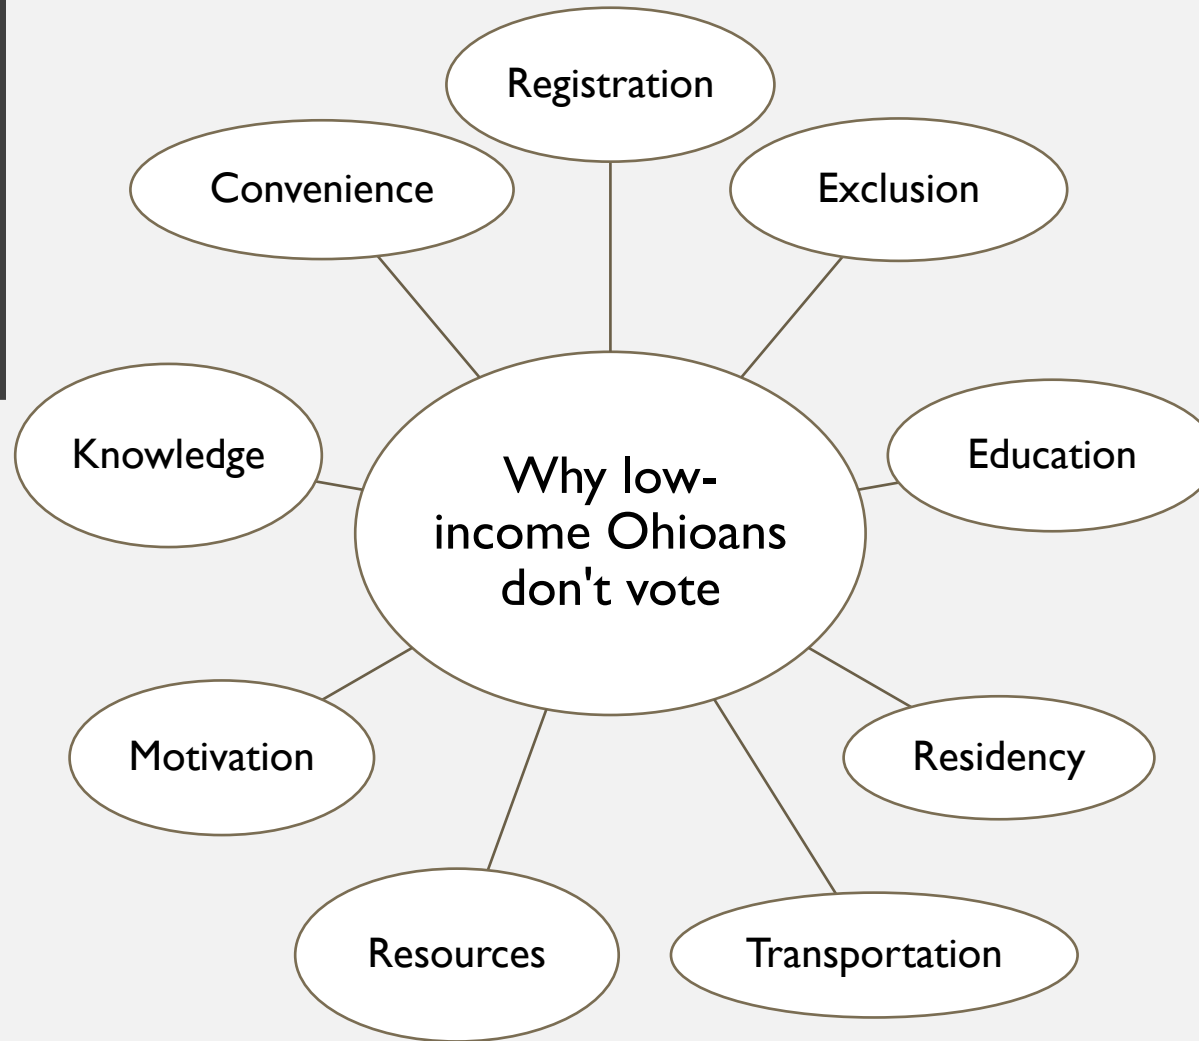 Registration
Convenience
Exclusion
Knowledge
Why low-
income Ohioans
don't vote
Education
Motivation
Residency
Resources
Transportation